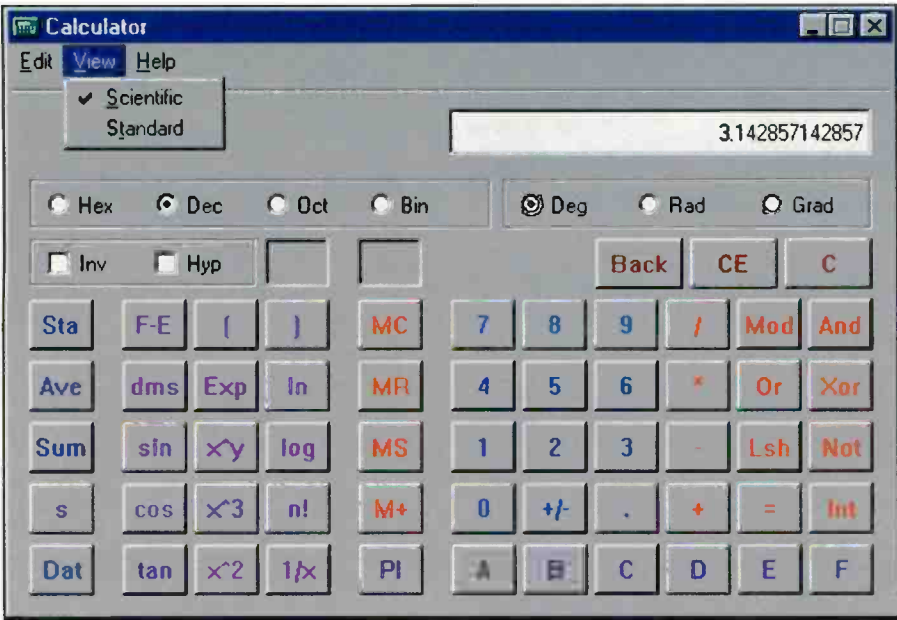 Calculator
Edit View Help
✔ Scientific
Standard
3.142857142857
Hex Dec Oct Bin Deg Rad Grad
Inv Hyp Back CE C
Sta F-E ( ) MC 7 8 9 / Mod And
Ave dms Exp ln MR 4 5 6 * Or Xor
Sum sin x^y log MS 1 2 3 - Lsh Not
s cos x^3 n! M+ 0 +/- . + = Int
Dat tan x^2 1/x PI A B C D E F